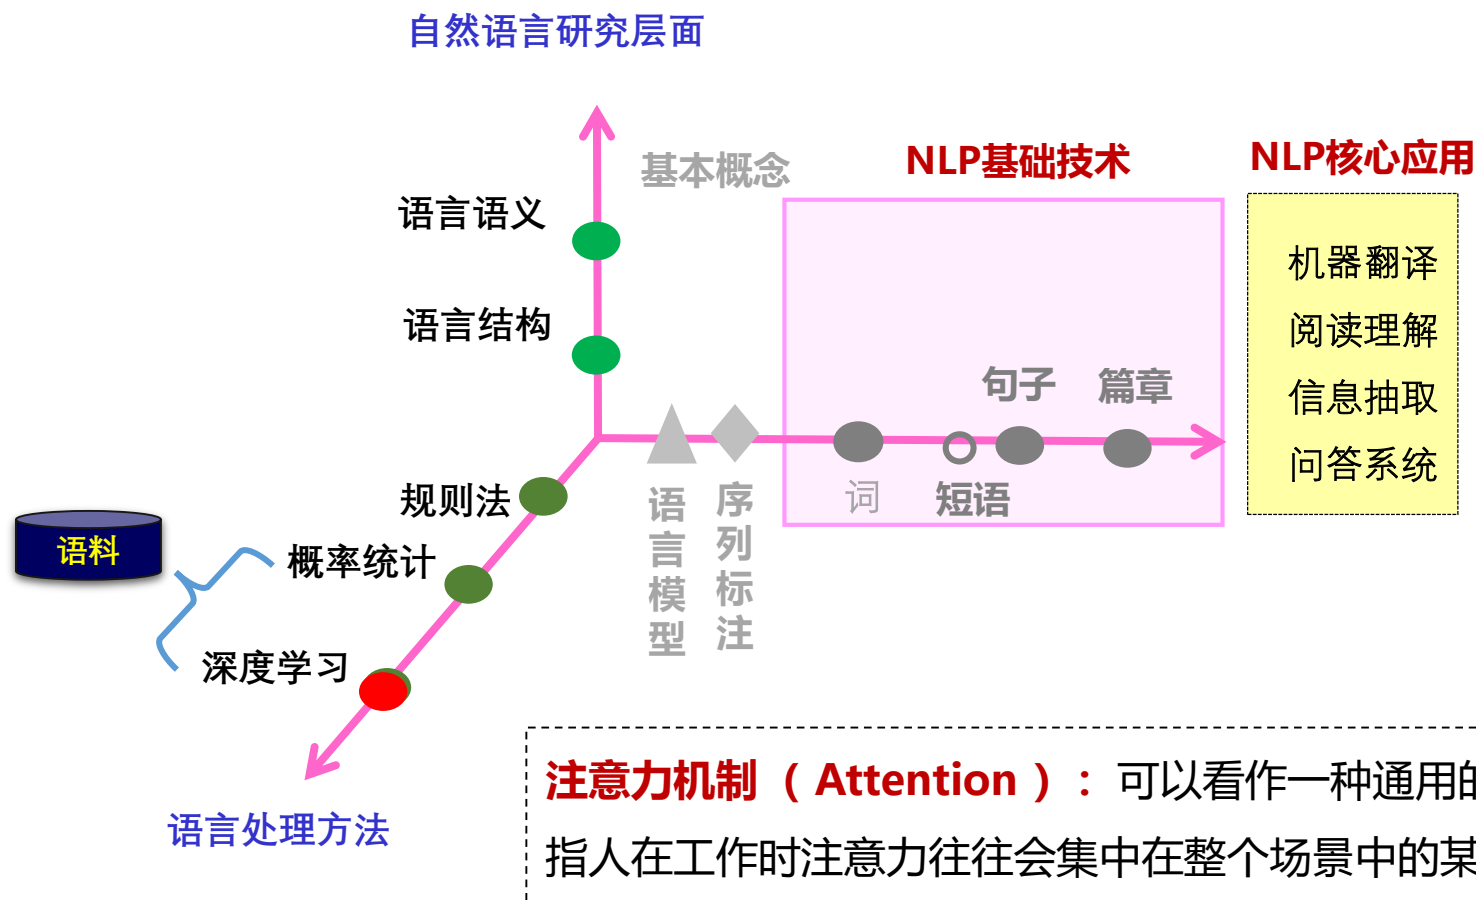 自然语言研究层面
基本概念
NLP基础技术
NLP核心应用
语言语义
机器翻译
语言结构
阅读理解
句子
篇章
信息抽取
问答系统
词
短语
规则法
语言模型
序列标注
语料
概率统计
深度学习
语言处理方法
注意力机制（Attention）：可以看作一种通用的
指人在工作时注意力往往会集中在整个场景中的某